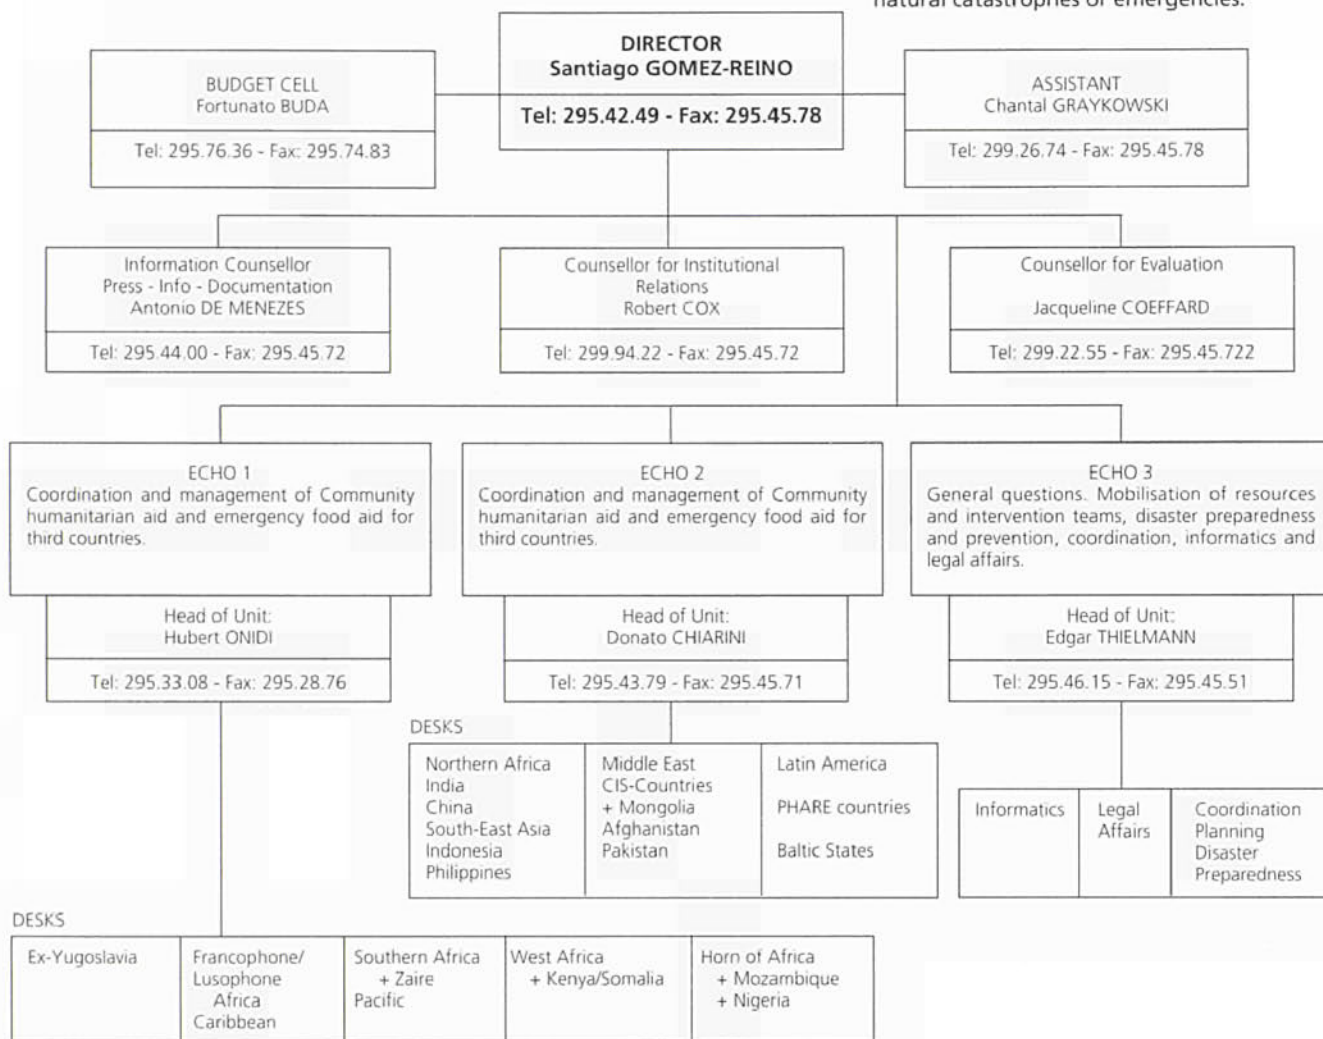 natural catastrophes or emergencies.
DIRECTOR
Santiago GOMEZ-REINO
Tel: 295.42.49 - Fax: 295.45.78
BUDGET CELL
Fortunato BUDA
Tel: 295.76.36 - Fax: 295.74.83
ASSISTANT
Chantal GRAYKOWSKI
Tel: 299.26.74 - Fax: 295.45.78
Information Counsellor
Press - Info - Documentation
Antonio DE MENEZES
Tel: 295.44.00 - Fax: 295.45.72
Counsellor for Institutional
Relations
Robert COX
Tel: 299.94.22 - Fax: 295.45.72
Counsellor for Evaluation
Jacqueline COEFFARD
Tel: 299.22.55 - Fax: 295.45.722
ECHO 1
Coordination and management of Community
humanitarian aid and emergency food aid for
third countries.
Head of Unit:
Hubert ONIDI
Tel: 295.33.08 - Fax: 295.28.76
ECHO 2
Coordination and management of Community
humanitarian aid and emergency food aid for
third countries.
Head of Unit:
Donato CHIARINI
Tel: 295.43.79 - Fax: 295.45.71
ECHO 3
General questions. Mobilisation of resources
and intervention teams, disaster preparedness
and prevention, coordination, informatics and
legal affairs.
Head of Unit:
Edgar THIELMANN
Tel: 295.46.15 - Fax: 295.45.51
DESKS
Northern Africa
India
China
South-East Asia
Indonesia
Philippines
Middle East
CIS-Countries
+ Mongolia
Afghanistan
Pakistan
Latin America
PHARE countries
Baltic States
Informatics
Legal
Affairs
Coordination
Planning
Disaster
Preparedness
DESKS
Ex-Yugoslavia
Francophone/
Lusophone
Africa
Caribbean
Southern Africa
+ Zaire
Pacific
West Africa
+ Kenya/Somalia
Horn of Africa
+ Mozambique
+ Nigeria